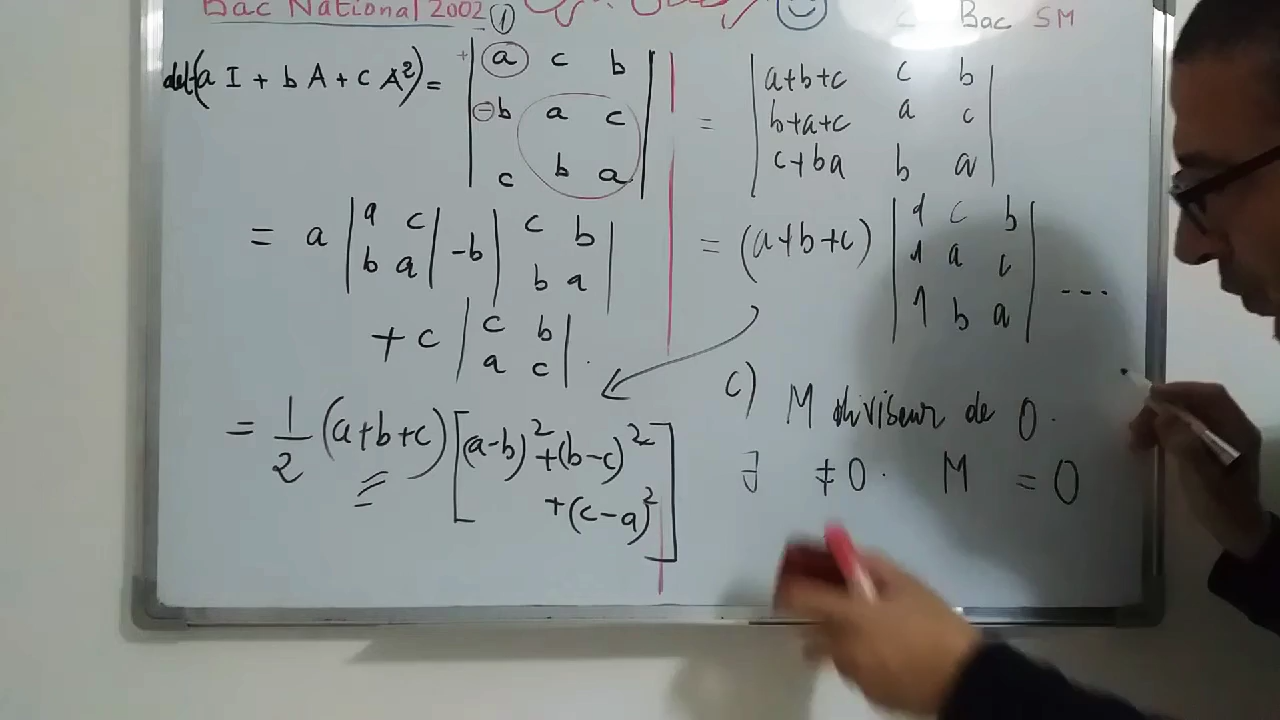 Bac National 2002 ①
Bac SM
det(a I + b A + c A²) =
| a c b |
| ⊖b a c |
| c b a |
= a | a c | -b | c b |
| b a | | b a |
+ c | c b |
| a c | .
= 1/2 (a+b+c) [(a-b)² +(b-c)²
+(c-a)²]
= | a+b+c c b |
| b+a+c a c |
| c+ba b a |
= (a+b+c) | 1 c b |
| 1 a c | ...
| 1 b a |
c) M diviseur de 0.
∃ ≠0. M = 0